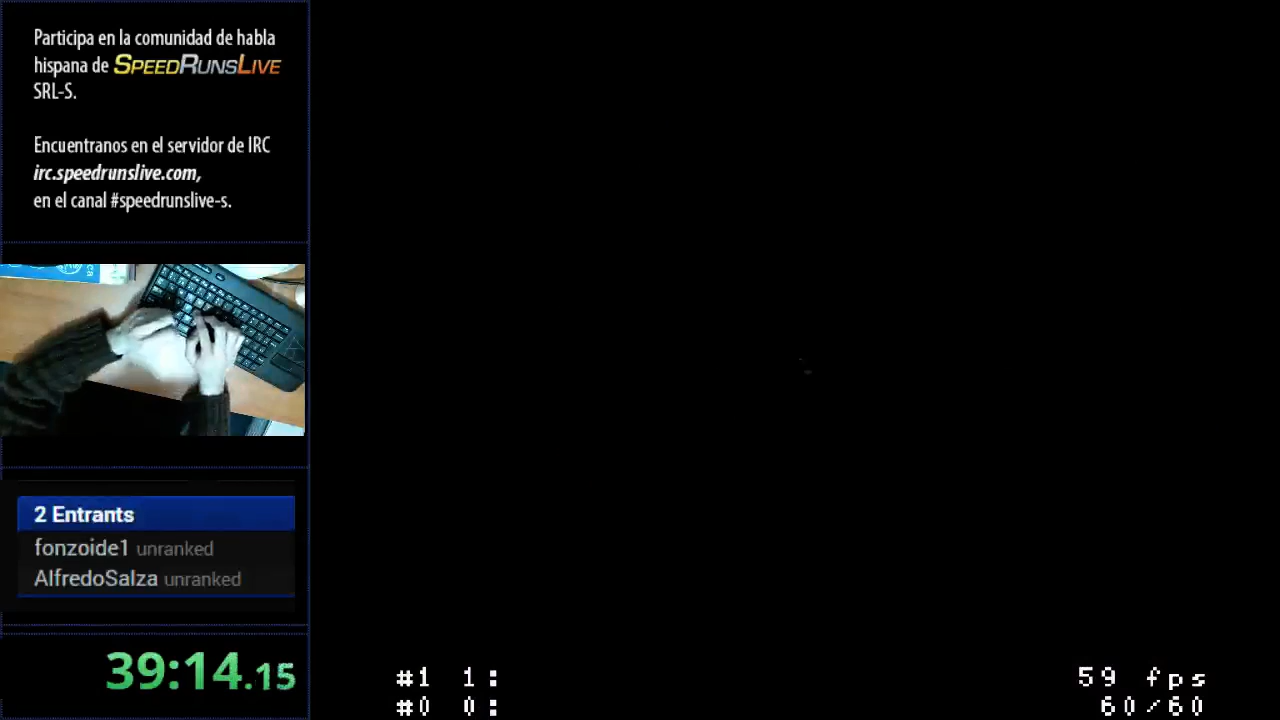 Participa en la comunidad de habla
hispana de SPEEDRUNSLIVE
SRL-S.
Encuentranos en el servidor de IRC
irc.speedrunslive.com,
en el canal #speedrunslive-s.
2 Entrants
fonzoide1 unranked
AlfredoSalza unranked
39:14.15
#1 1:
#0 0:
59 fps
60/60